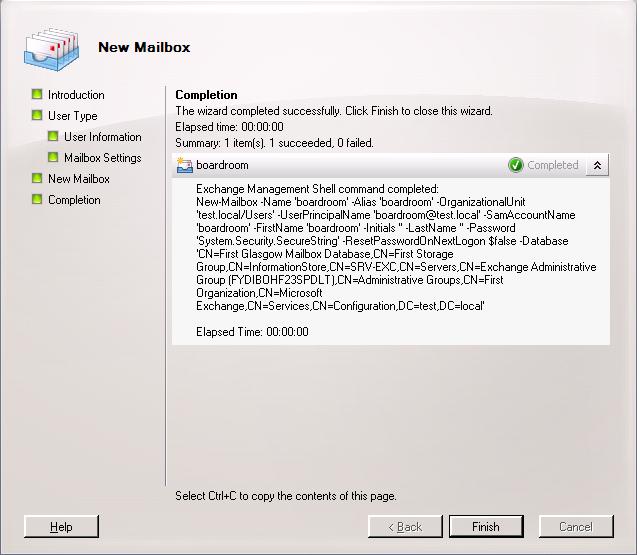 New Mailbox
Introduction
User Type
User Information
Mailbox Settings
New Mailbox
Completion
Completion
The wizard completed successfully. Click Finish to close this wizard.
Elapsed time: 00:00:00
Summary: 1 item(s). 1 succeeded, 0 failed.
boardroom
Completed
Exchange Management Shell command completed:
New-Mailbox -Name 'boardroom' -Alias 'boardroom' -OrganizationalUnit
'test.local/Users' -UserPrincipalName 'boardroom@test.local' -SamAccountName
'boardroom' -FirstName 'boardroom' -Initials '' -LastName '' -Password
'System.Security.SecureString' -ResetPasswordOnNextLogon $false -Database
'CN=First Glasgow Mailbox Database,CN=First Storage
Group,CN=InformationStore,CN=SRV-EXC,CN=Servers,CN=Exchange Administrative
Group (FYDIBOHF23SPDLT),CN=Administrative Groups,CN=First
Organization,CN=Microsoft
Exchange,CN=Services,CN=Configuration,DC=test,DC=local'
Elapsed Time: 00:00:00
Select Ctrl+C to copy the contents of this page.
Help
< Back
Finish
Cancel